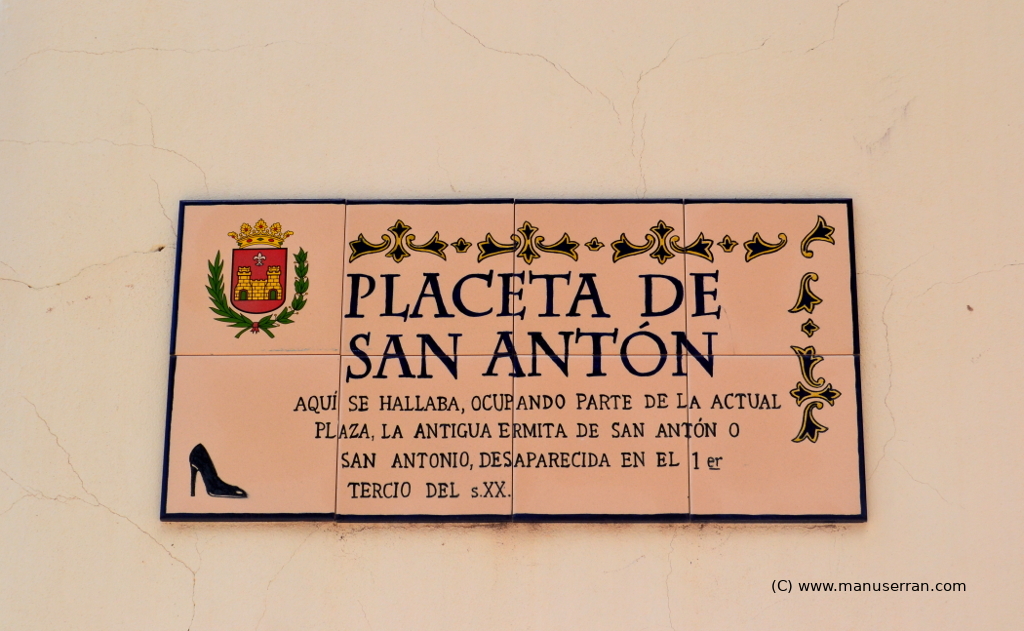 PLACETA DE
SAN ANTÓN
AQUÍ SE HALLABA, OCUPANDO PARTE DE LA ACTUAL
PLAZA, LA ANTIGUA ERMITA DE SAN ANTÓN O
SAN ANTONIO, DESAPARECIDA EN EL 1er
TERCIO DEL s.XX.
(C) www.manuserran.com